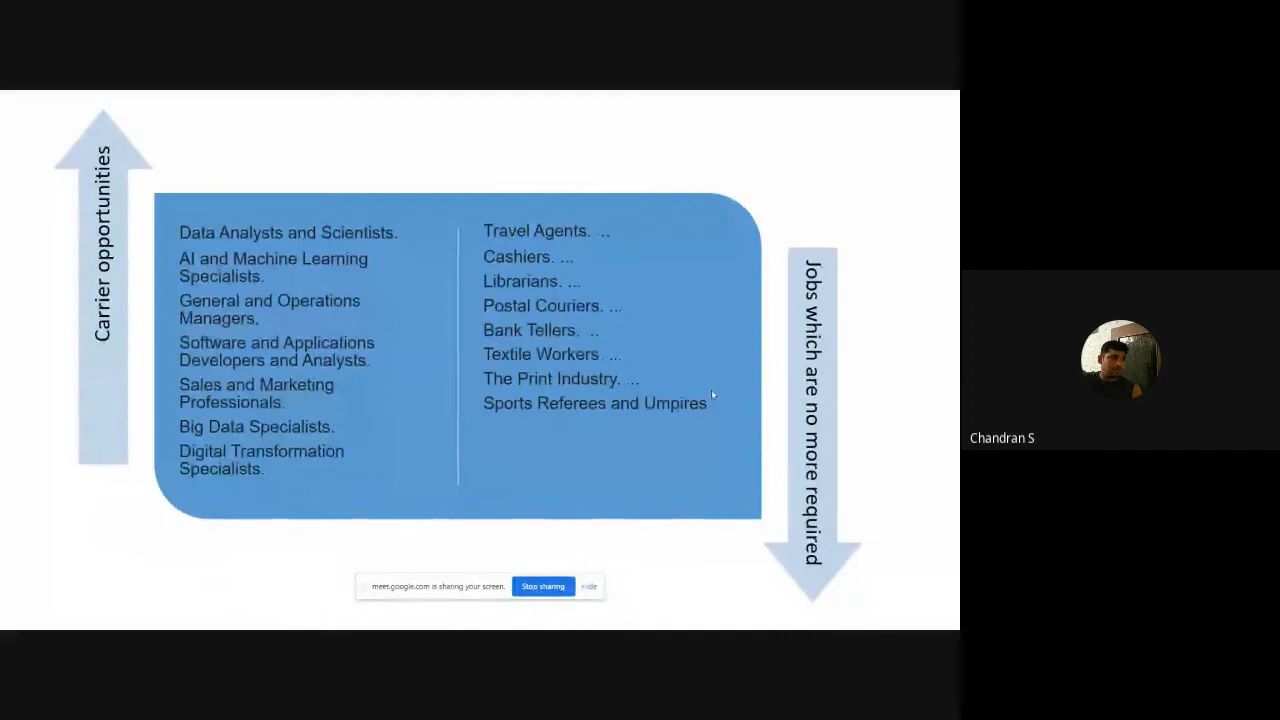 Carrier opportunities
Data Analysts and Scientists.
AI and Machine Learning
Specialists.
General and Operations
Managers.
Software and Applications
Developers and Analysts.
Sales and Marketing
Professionals.
Big Data Specialists.
Digital Transformation
Specialists.
Travel Agents. ...
Cashiers. ...
Librarians. ...
Postal Couriers. ...
Bank Tellers. ...
Textile Workers ...
The Print Industry. ...
Sports Referees and Umpires
Jobs which are no more required
meet.google.com is sharing your screen.
Stop sharing
Hide
Chandran S